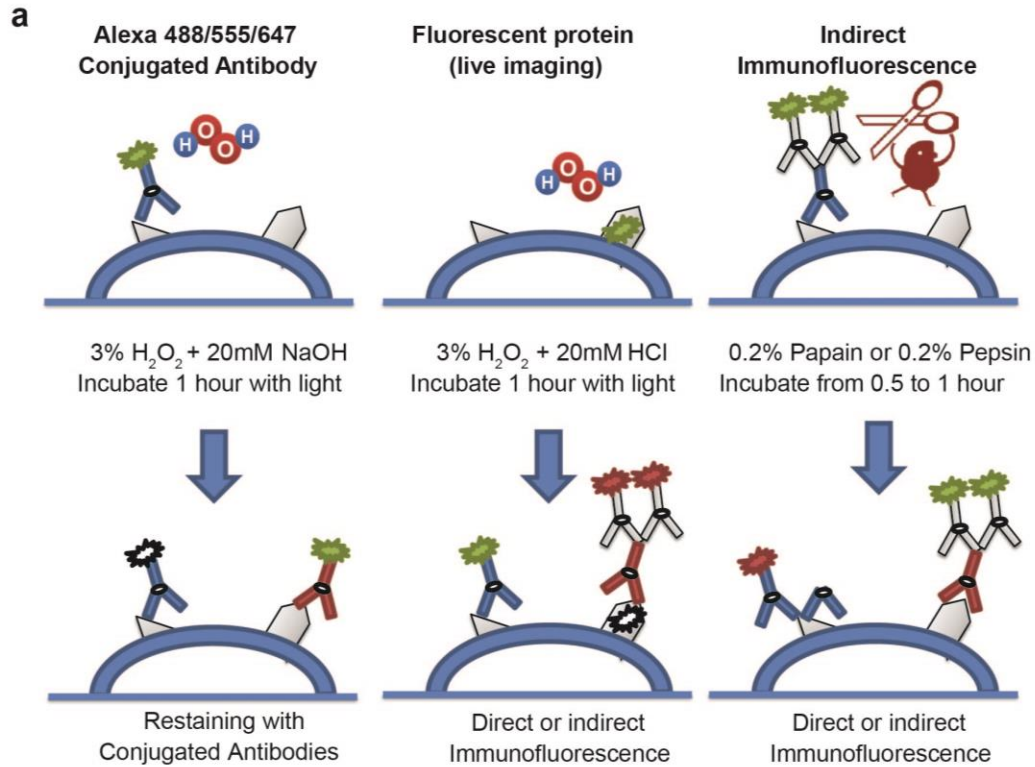 a
Alexa 488/555/647
Conjugated Antibody
Fluorescent protein
(live imaging)
Indirect
Immunofluorescence
H O O H
H O O H
3% H₂O₂ + 20mM NaOH
Incubate 1 hour with light
3% H₂O₂ + 20mM HCl
Incubate 1 hour with light
0.2% Papain or 0.2% Pepsin
Incubate from 0.5 to 1 hour
Restaining with
Conjugated Antibodies
Direct or indirect
Immunofluorescence
Direct or indirect
Immunofluorescence